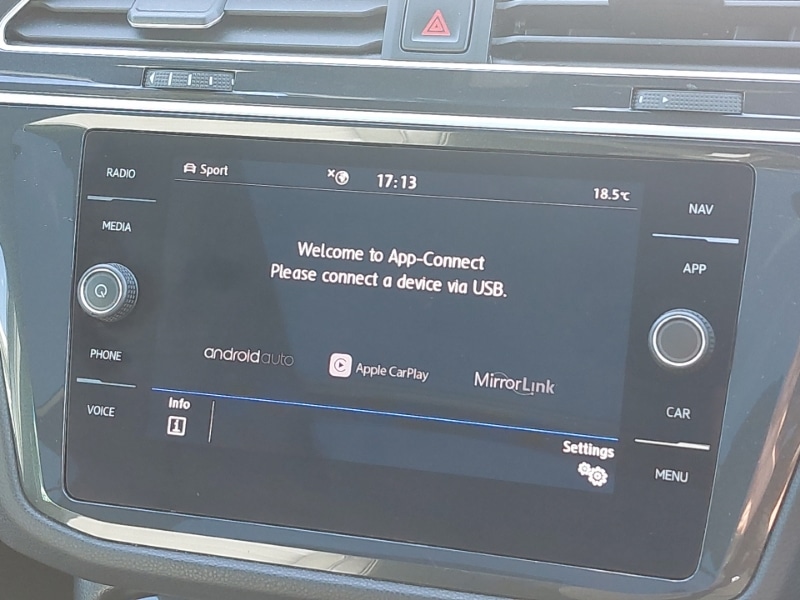 RADIO
MEDIA
PHONE
VOICE
Sport
17:13
18.5℃
Welcome to App-Connect
Please connect a device via USB.
androidauto
Apple CarPlay
MirrorLink
Info
Settings
NAV
APP
CAR
MENU